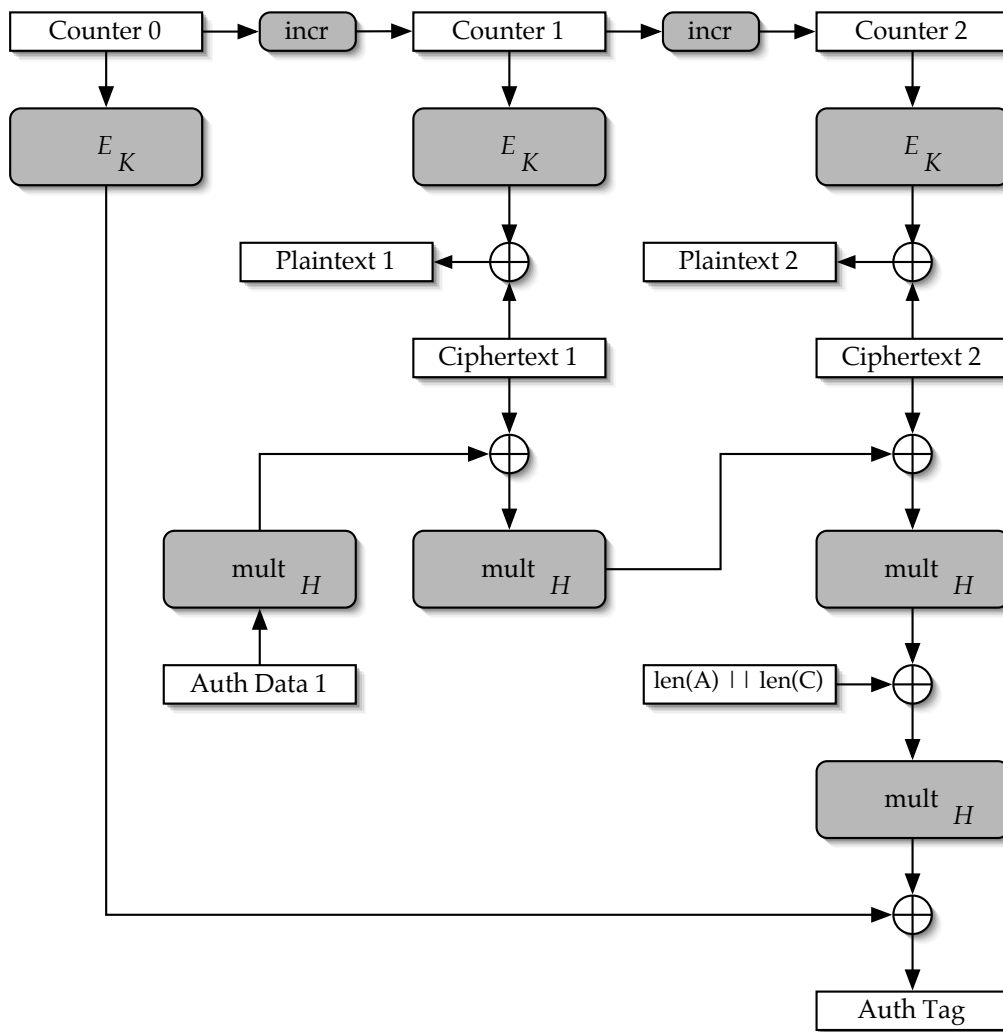 Counter 0
incr
Counter 1
incr
Counter 2
E K
E K
E K
Plaintext 1
Plaintext 2
Ciphertext 1
Ciphertext 2
mult H
mult H
mult H
Auth Data 1
len(A) || len(C)
mult H
Auth Tag